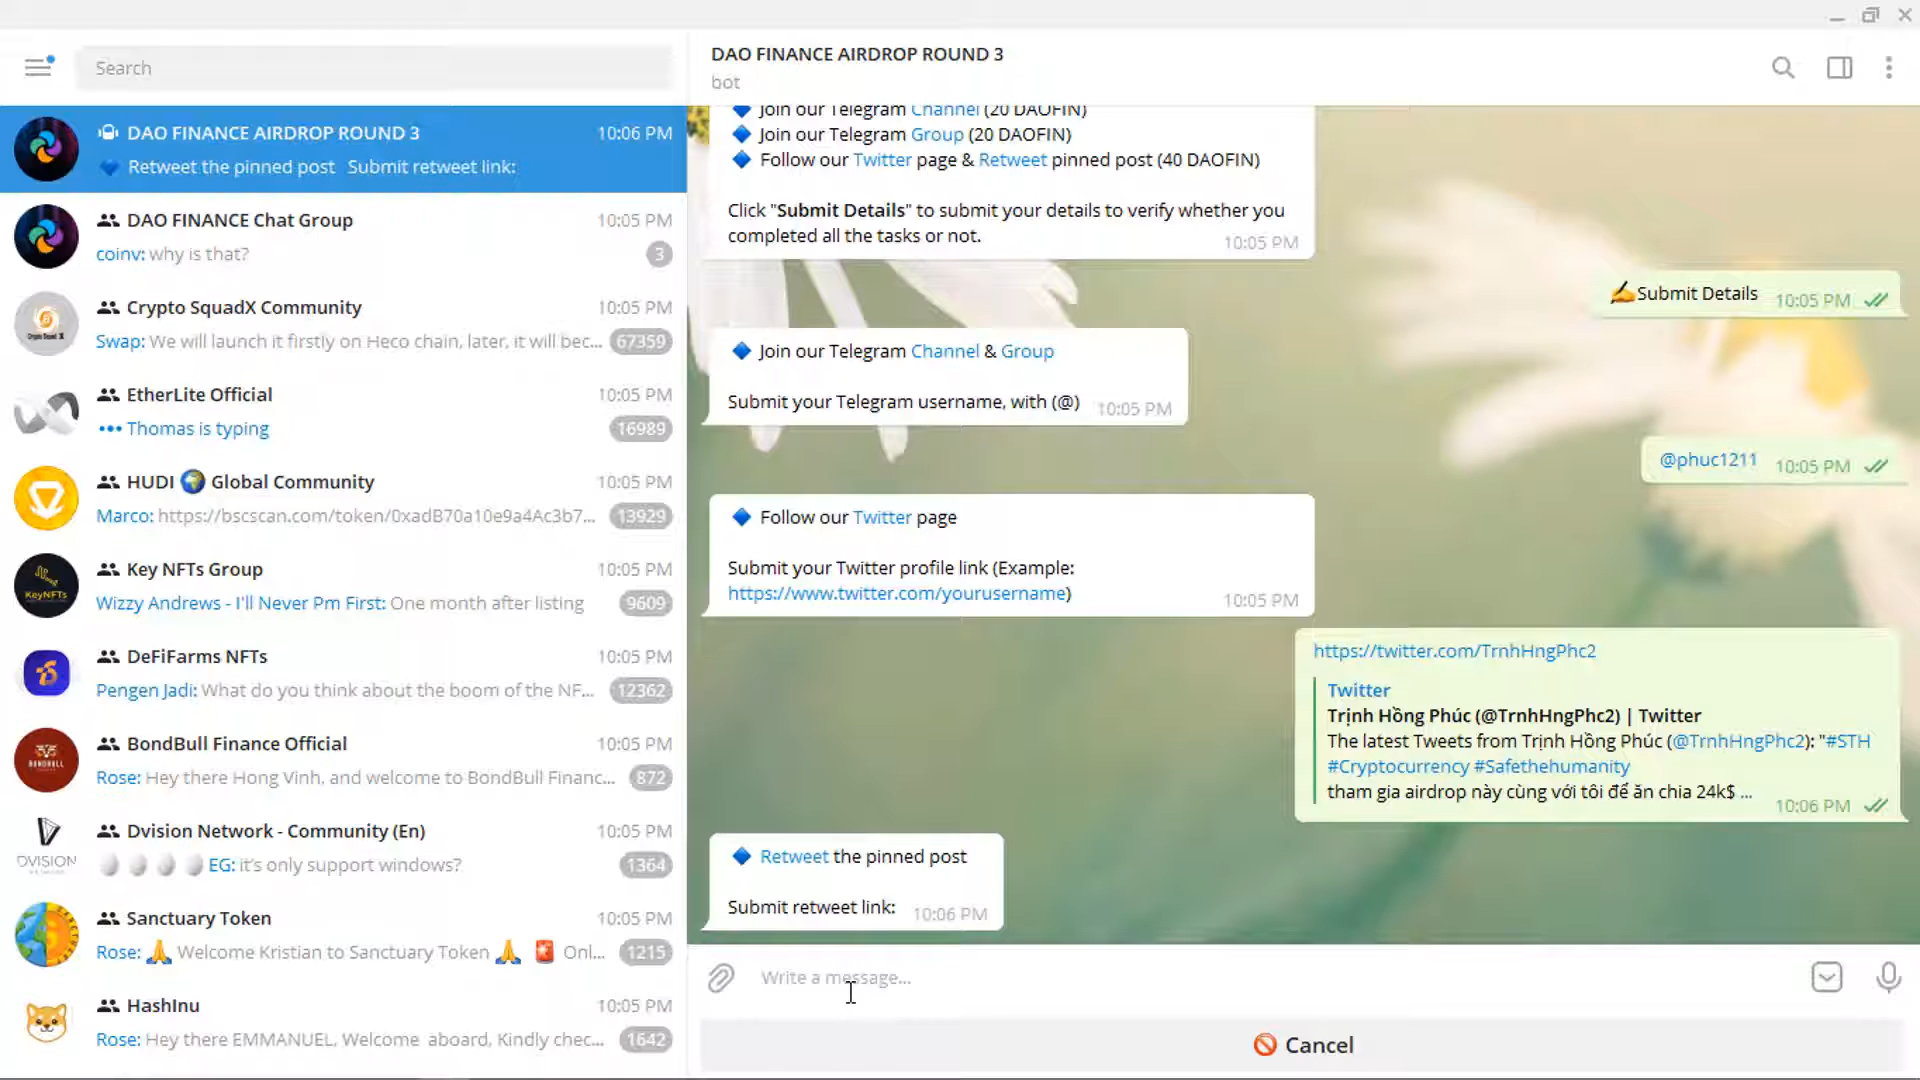 Search
DAO FINANCE AIRDROP ROUND 3 10:06 PM
Retweet the pinned post Submit retweet link:
DAO FINANCE Chat Group 10:05 PM
coinv: why is that? 3
Crypto SquadX Community 10:05 PM
Swap: We will launch it firstly on Heco chain, later, it will bec... 67359
EtherLite Official 10:05 PM
Thomas is typing 16989
HUDI Global Community 10:05 PM
Marco: https://bscscan.com/token/0xadB70a10e9a4Ac3b7... 13929
KeyNFTs
Key NFTs Group 10:05 PM
Wizzy Andrews - I'll Never Pm First: One month after listing 9609
DeFiFarms NFTs 10:05 PM
Pengen Jadi: What do you think about the boom of the NF... 12362
BONDBULL
BondBull Finance Official 10:05 PM
Rose: Hey there Hong Vinh, and welcome to BondBull Financ... 872
DVISION
Dvision Network - Community (En) 10:05 PM
EG: it's only support windows? 1364
Sanctuary Token 10:05 PM
Rose: Welcome Kristian to Sanctuary Token Onl... 1215
HashInu 10:05 PM
Rose: Hey there EMMANUEL, Welcome aboard, Kindly chec... 1642
DAO FINANCE AIRDROP ROUND 3
bot
Join our Telegram Channel (20 DAOFIN)
Join our Telegram Group (20 DAOFIN)
Follow our Twitter page & Retweet pinned post (40 DAOFIN)
Click "Submit Details" to submit your details to verify whether you
completed all the tasks or not. 10:05 PM
Submit Details 10:05 PM
Join our Telegram Channel & Group
Submit your Telegram username, with (@) 10:05 PM
@phuc1211 10:05 PM
Follow our Twitter page
Submit your Twitter profile link (Example:
https://www.twitter.com/yourusername) 10:05 PM
https://twitter.com/TrnhHngPhc2
Twitter
Trịnh Hồng Phúc (@TrnhHngPhc2) | Twitter
The latest Tweets from Trịnh Hồng Phúc (@TrnhHngPhc2): "#STH
#Cryptocurrency #Safethehumanity
tham gia airdrop này cùng với tôi để ăn chia 24k$ ... 10:06 PM
Retweet the pinned post
Submit retweet link: 10:06 PM
Write a message...
Cancel